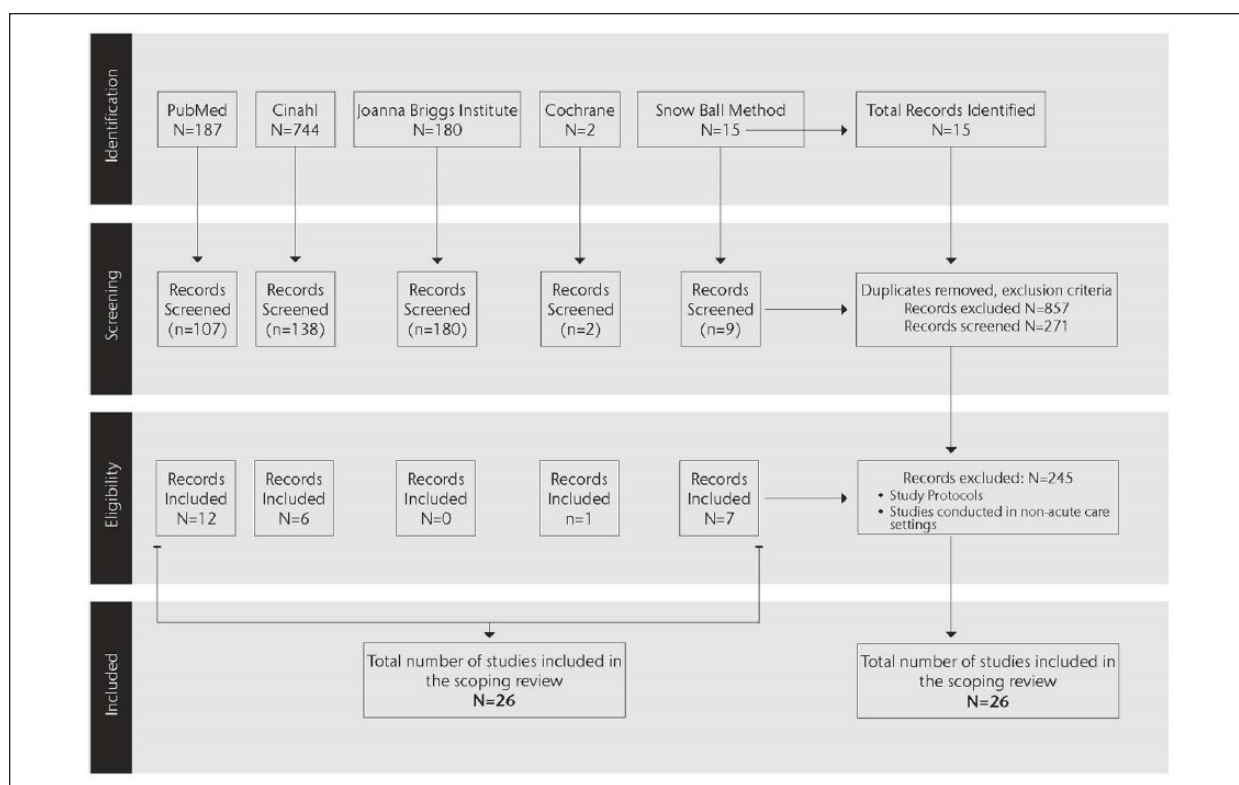 Identification
PubMed
N=187
Cinahl
N=744
Joanna Briggs Institute
N=180
Cochrane
N=2
Snow Ball Method
N=15
Total Records Identified
N=15
Screening
Records
Screened
(n=107)
Records
Screened
(n=138)
Records
Screened
(n=180)
Records
Screened
(n=2)
Records
Screened
(n=9)
Duplicates removed, exclusion criteria
Records excluded N=857
Records screened N=271
Eligibility
Records
Included
N=12
Records
Included
N=6
Records
Included
N=0
Records
Included
n=1
Records
Included
N=7
Records excluded: N=245
• Study Protocols
• Studies conducted in non-acute care
settings
Included
Total number of studies included in
the scoping review
N=26
Total number of studies included in
the scoping review
N=26